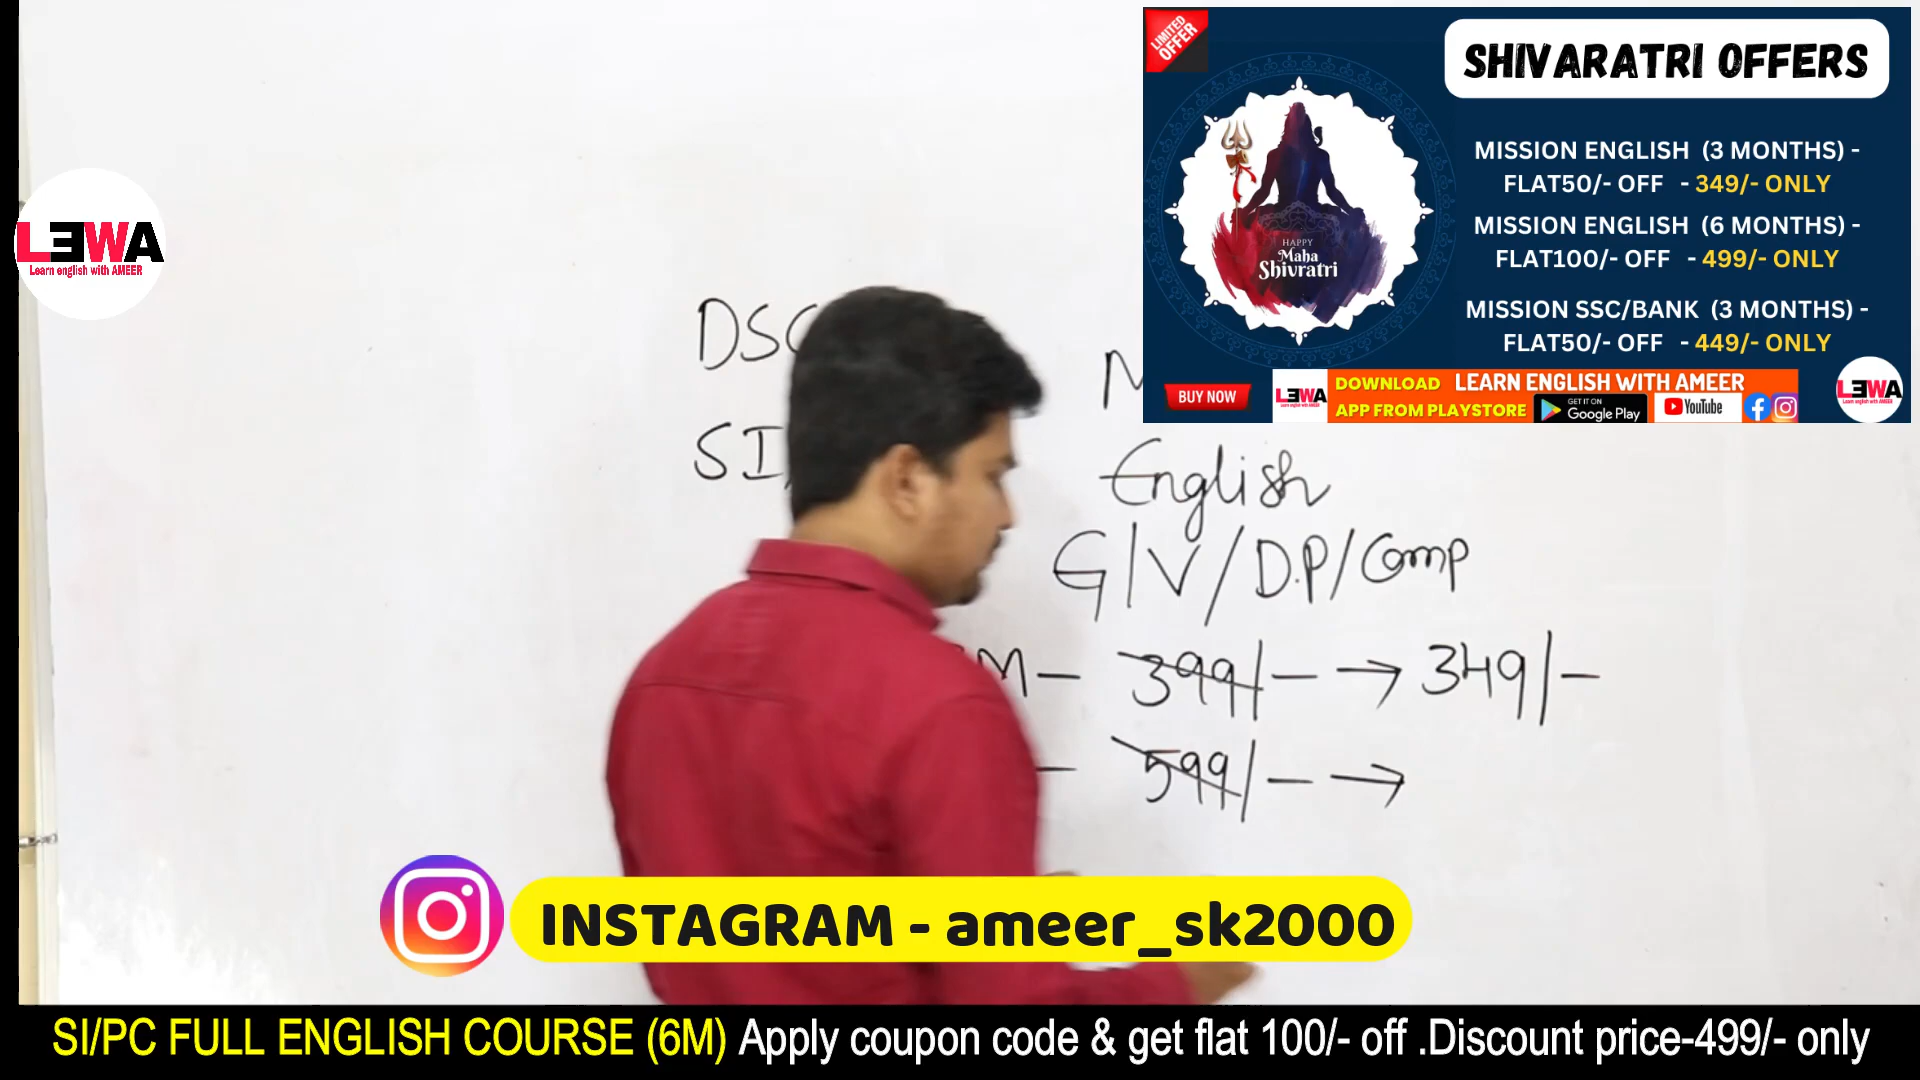 LIMITED
OFFER
SHIVARATRI OFFERS
MISSION ENGLISH (3 MONTHS) -
FLAT50/- OFF - 349/- ONLY
MISSION ENGLISH (6 MONTHS) -
FLAT100/- OFF - 499/- ONLY
MISSION SSC/BANK (3 MONTHS) -
FLAT50/- OFF - 449/- ONLY
HAPPY
Maha
Shivratri
BUY NOW
LEWA
DOWNLOAD LEARN ENGLISH WITH AMEER
APP FROM PLAYSTORE
GET IT ON
Google Play
YouTube
LEWA
LEWA
Learn english with AMEER
DSC
SI
English
G/V/D.P/Comp
M- 399/- → 349/-
- 599/- →
INSTAGRAM - ameer_sk2000
SI/PC FULL ENGLISH COURSE (6M) Apply coupon code & get flat 100/- off .Discount price-499/- only